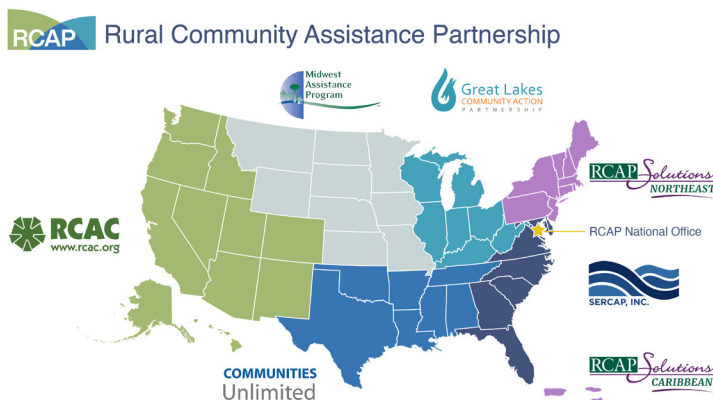 RCAP Rural Community Assistance Partnership
Midwest
Assistance
Program
Great Lakes
COMMUNITY ACTION
PARTNERSHIP
RCAP Solutions
NORTHEAST
RCAC
www.rcac.org
RCAP National Office
SERCAP, INC.
COMMUNITIES
Unlimited
RCAP Solutions
CARIBBEAN